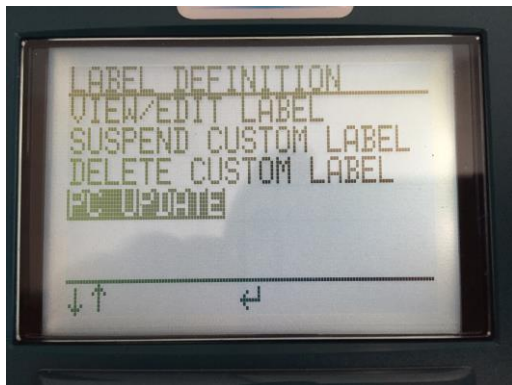 LABEL DEFINITION
VIEW/EDIT LABEL
SUSPEND CUSTOM LABEL
DELETE CUSTOM LABEL
PC UPDATE
↓↑ ↵